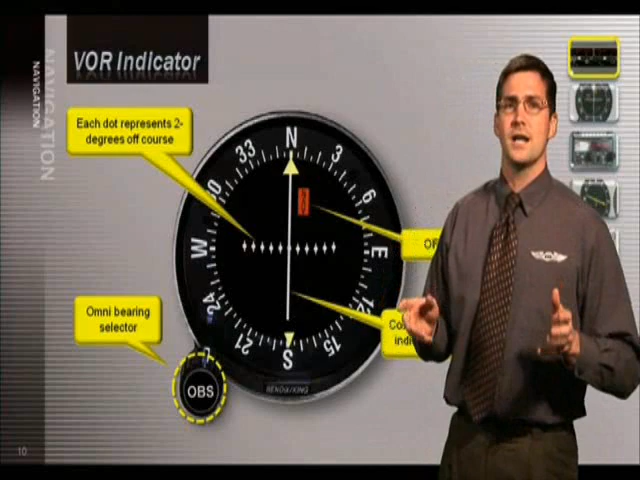 VOR Indicator
NAVIGATION
NAVIGATION
Each dot represents 2-
degrees off course
N
3
6
E
12
15
S
21
24
W
33
Omni bearing
selector
OBS
BENDIX/KING
10